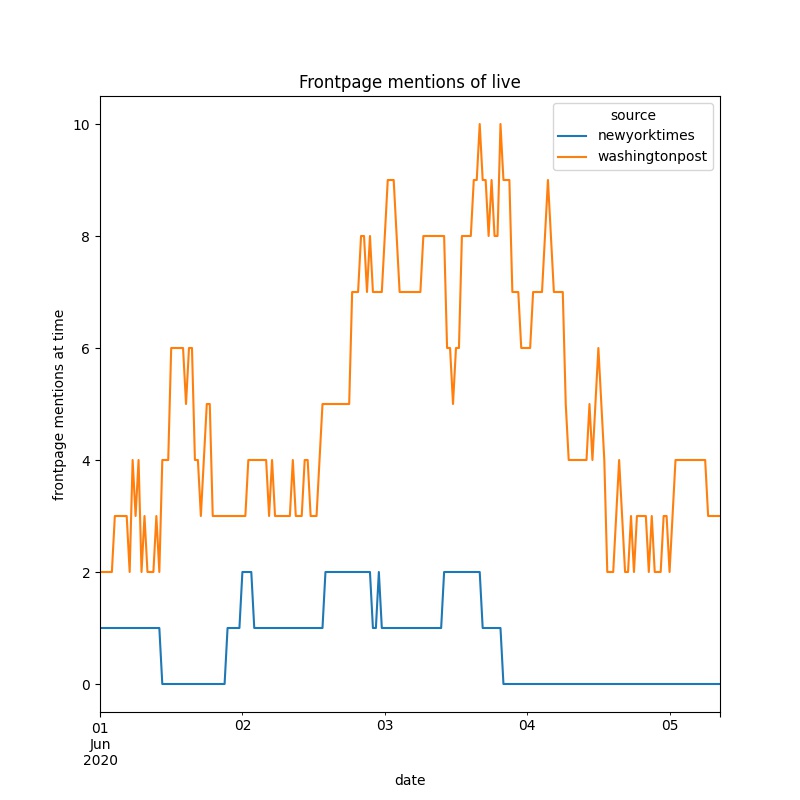 Frontpage mentions of live
source
newyorktimes
washingtonpost
frontpage mentions at time
10
8
6
4
2
0
01
Jun
2020
02
03
04
05
date